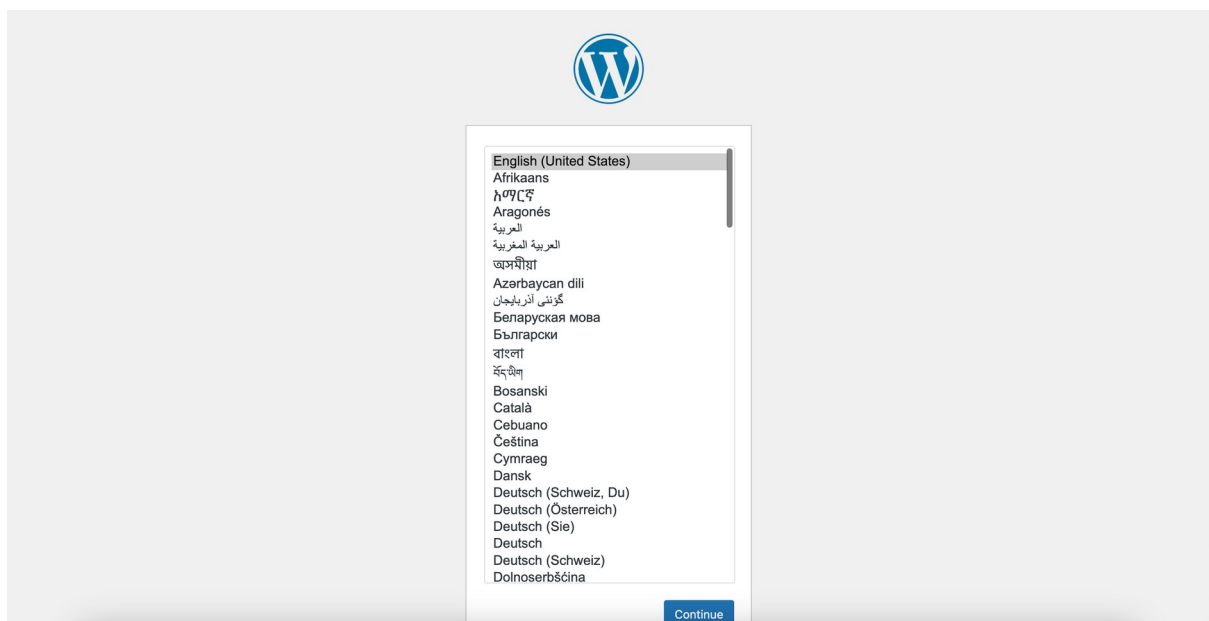 English (United States)
Afrikaans
አማርኛ
Aragonés
العربية
العربية المغربية
অসমীয়া
Azərbaycan dili
گؤنئی آذربایجان
Беларуская мова
Български
বাংলা
བོད་ཡིག
Bosanski
Català
Cebuano
Čeština
Cymraeg
Dansk
Deutsch (Schweiz, Du)
Deutsch (Österreich)
Deutsch (Sie)
Deutsch
Deutsch (Schweiz)
Dolnoserbšćina
Continue